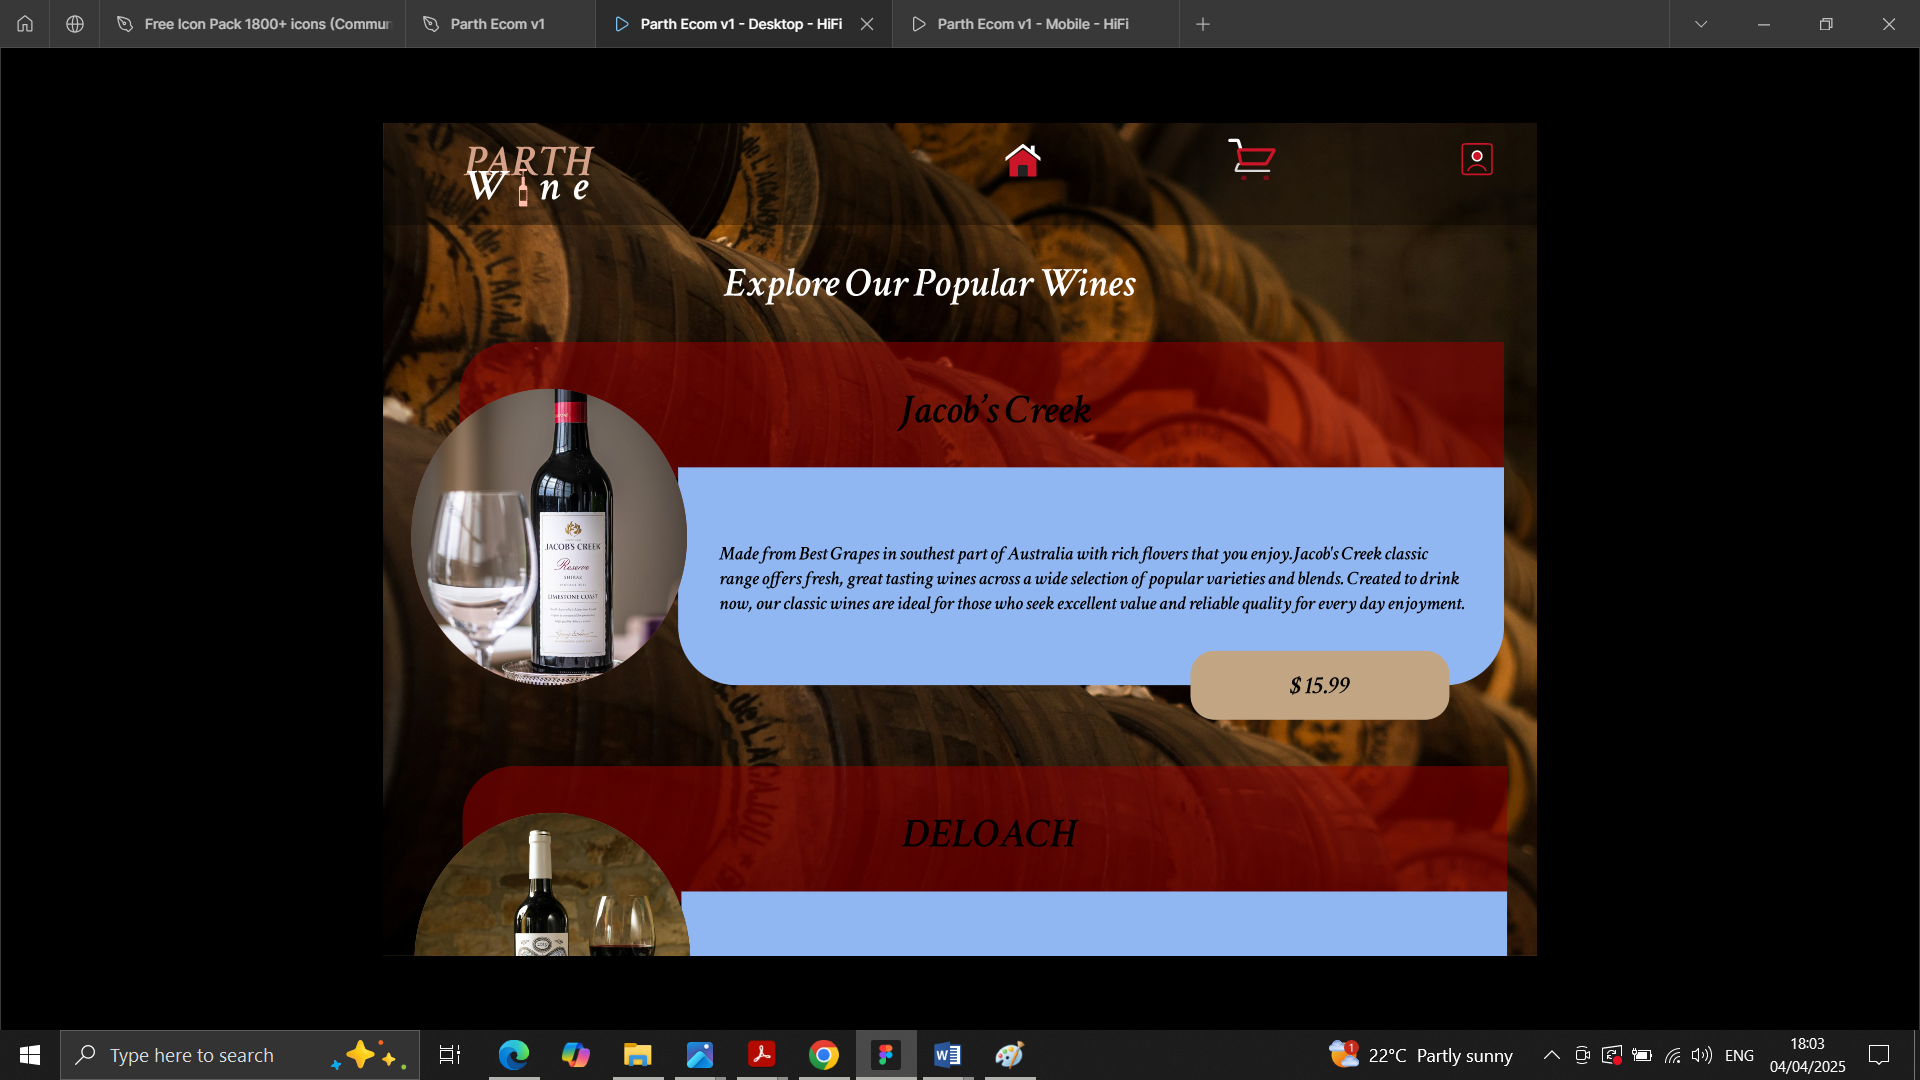 Free Icon Pack 1800+ icons (Commun
Parth Ecom v1
Parth Ecom v1 - Desktop - HiFi
Parth Ecom v1 - Mobile - HiFi
PARTH
Wine
Explore Our Popular Wines
Jacob's Creek
JACOB'S CREEK
Reserve
SHIRAZ
LIMESTONE COAST
Made from Best Grapes in southest part of Australia with rich flovers that you enjoy.Jacob's Creek classic
range offers fresh, great tasting wines across a wide selection of popular varieties and blends. Created to drink
now, our classic wines are ideal for those who seek excellent value and reliable quality for every day enjoyment.
$ 15.99
DELOACH
Type here to search
1
22°C Partly sunny
ENG
18:03
04/04/2025